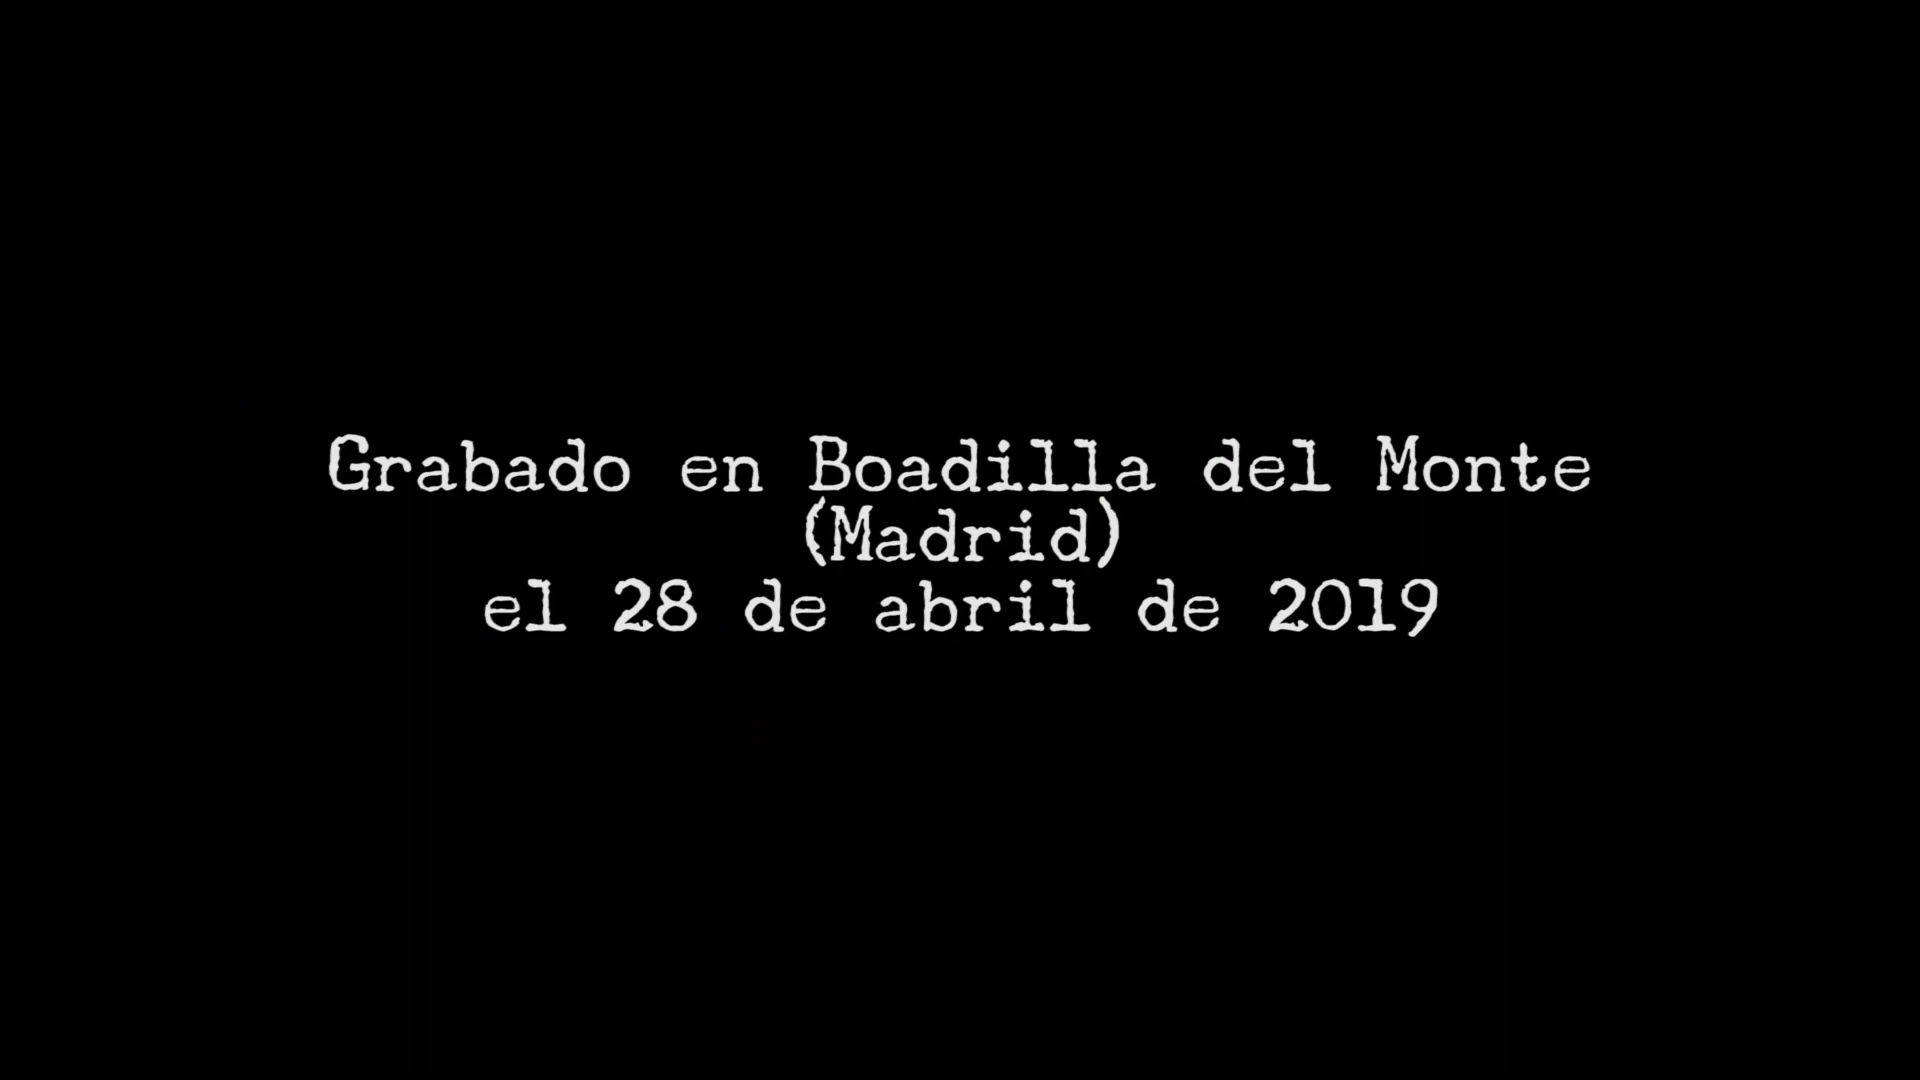 Grabado en Boadilla del Monte
(Madrid)
el 28 de abril de 2019